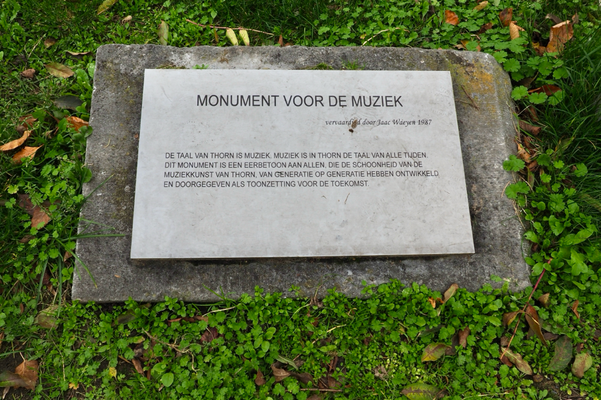 MONUMENT VOOR DE MUZIEK
vervaardigd door Jaac Waeyen 1987
DE TAAL VAN THORN IS MUZIEK. MUZIEK IS IN THORN DE TAAL VAN ALLE TIJDEN.
DIT MONUMENT IS EEN EERBETOON AAN ALLEN, DIE DE SCHOONHEID VAN DE
MUZIEKKUNST VAN THORN, VAN GENERATIE OP GENERATIE HEBBEN ONTWIKKELD
EN DOORGEGEVEN ALS TOONZETTING VOOR DE TOEKOMST.